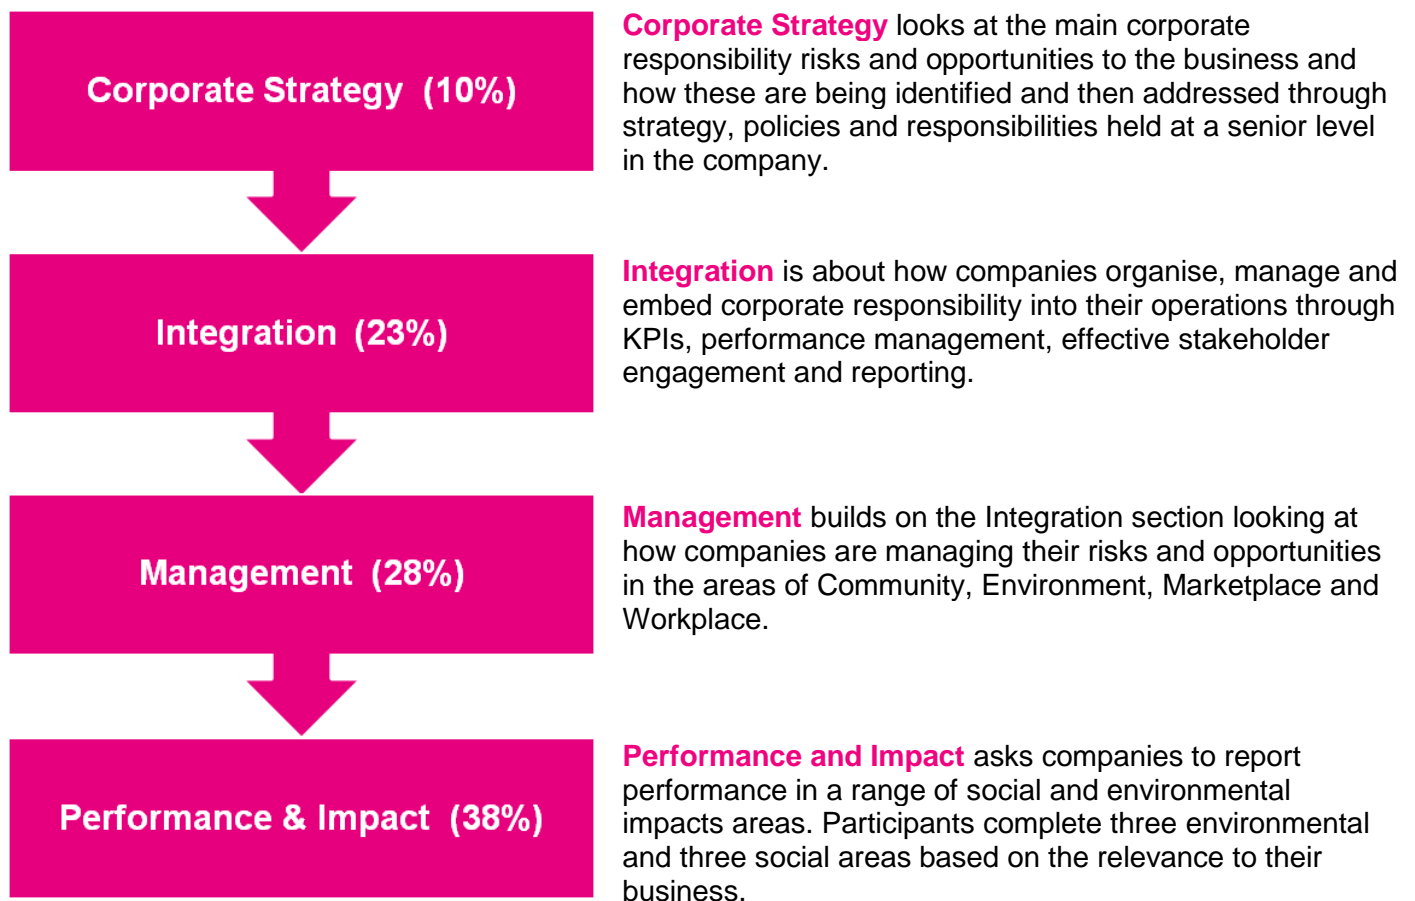 Corporate Strategy (10%)
Corporate Strategy looks at the main corporate
responsibility risks and opportunities to the business and
how these are being identified and then addressed through
strategy, policies and responsibilities held at a senior level
in the company.
Integration (23%)
Integration is about how companies organise, manage and
embed corporate responsibility into their operations through
KPIs, performance management, effective stakeholder
engagement and reporting.
Management (28%)
Management builds on the Integration section looking at
how companies are managing their risks and opportunities
in the areas of Community, Environment, Marketplace and
Workplace.
Performance & Impact (38%)
Performance and Impact asks companies to report
performance in a range of social and environmental
impacts areas. Participants complete three environmental
and three social areas based on the relevance to their
business.